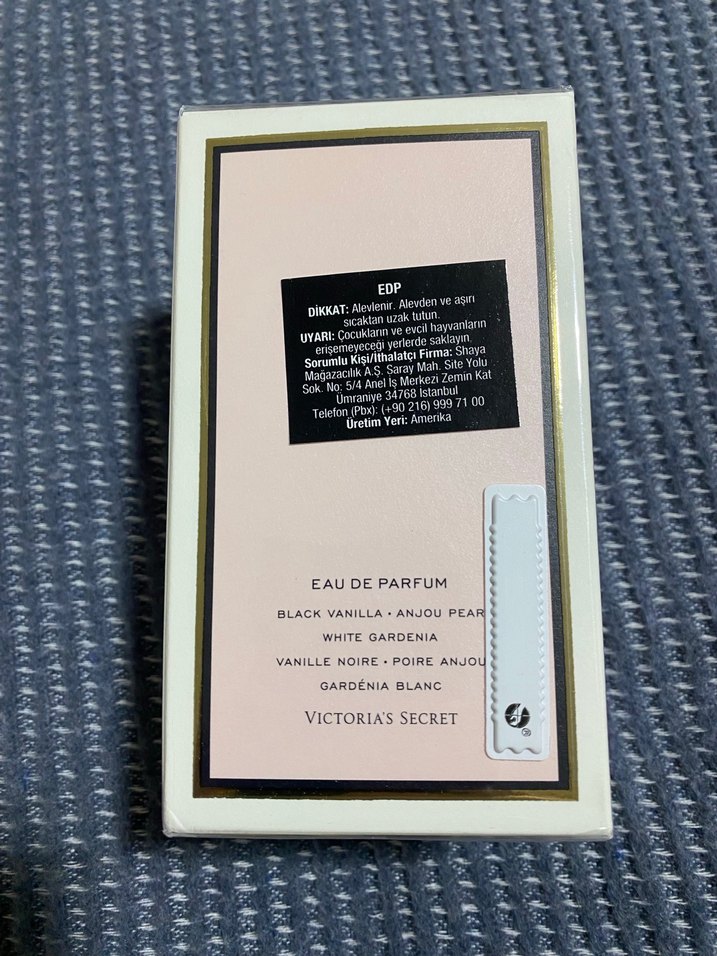 EDP
DİKKAT: Alevlenir. Alevden ve aşırı
sıcaktan uzak tutun.
UYARI: Çocukların ve evcil hayvanların
erişemeyeceği yerlerde saklayın.
Sorumlu Kişi/İthalatçı Firma: Shaya
Mağazacılık A.Ş. Saray Mah. Site Yolu
Sok. No: 5/4 Anel İş Merkezi Zemin Kat
Ümraniye 34768 İstanbul
Telefon (Pbx): (+90 216) 999 71 00
Üretim Yeri: Amerika
EAU DE PARFUM
BLACK VANILLA • ANJOU PEAR
WHITE GARDENIA
VANILLE NOIRE • POIRE ANJOU
GARDÉNIA BLANC
VICTORIA'S SECRET